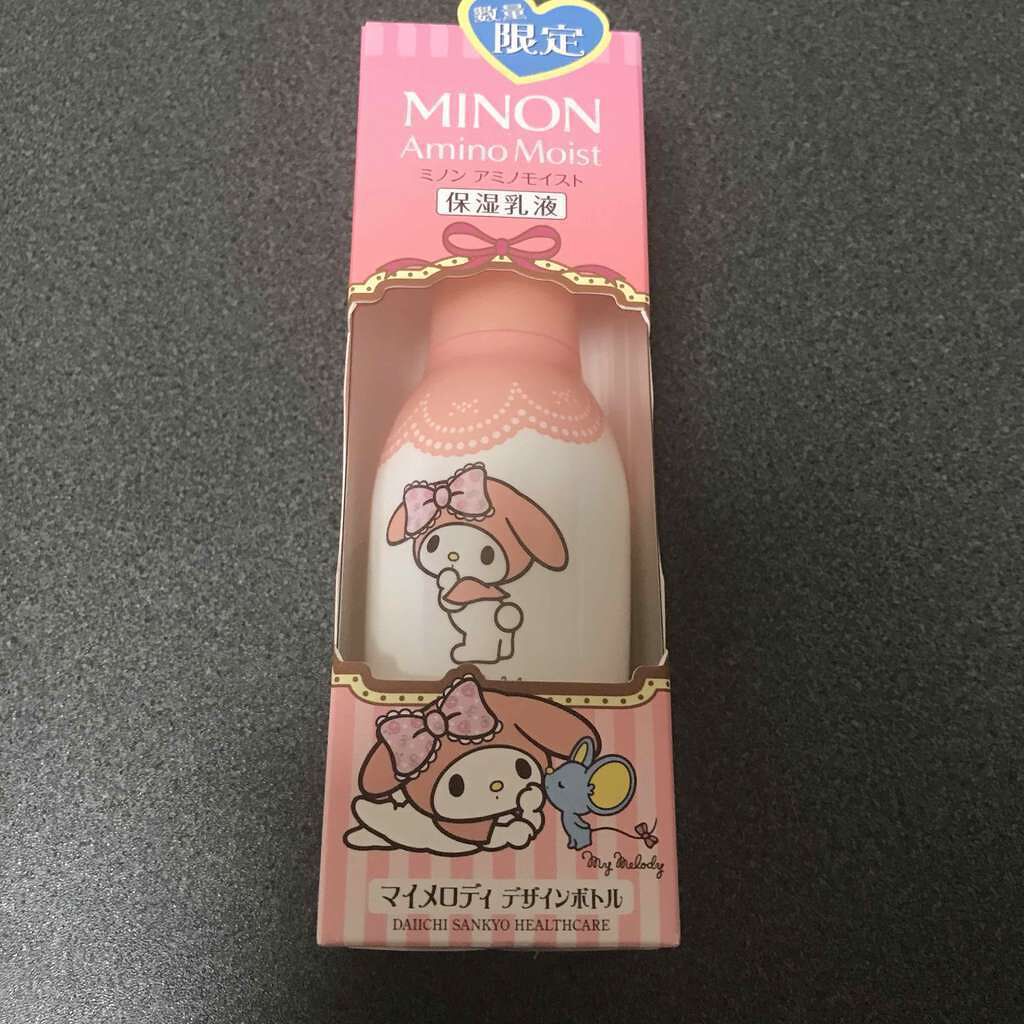 数量
限定
MINON
Amino Moist
ミノン アミノモイスト
保湿乳液
My Melody
マイメロディ デザインボトル
DAIICHI SANKYO HEALTHCARE